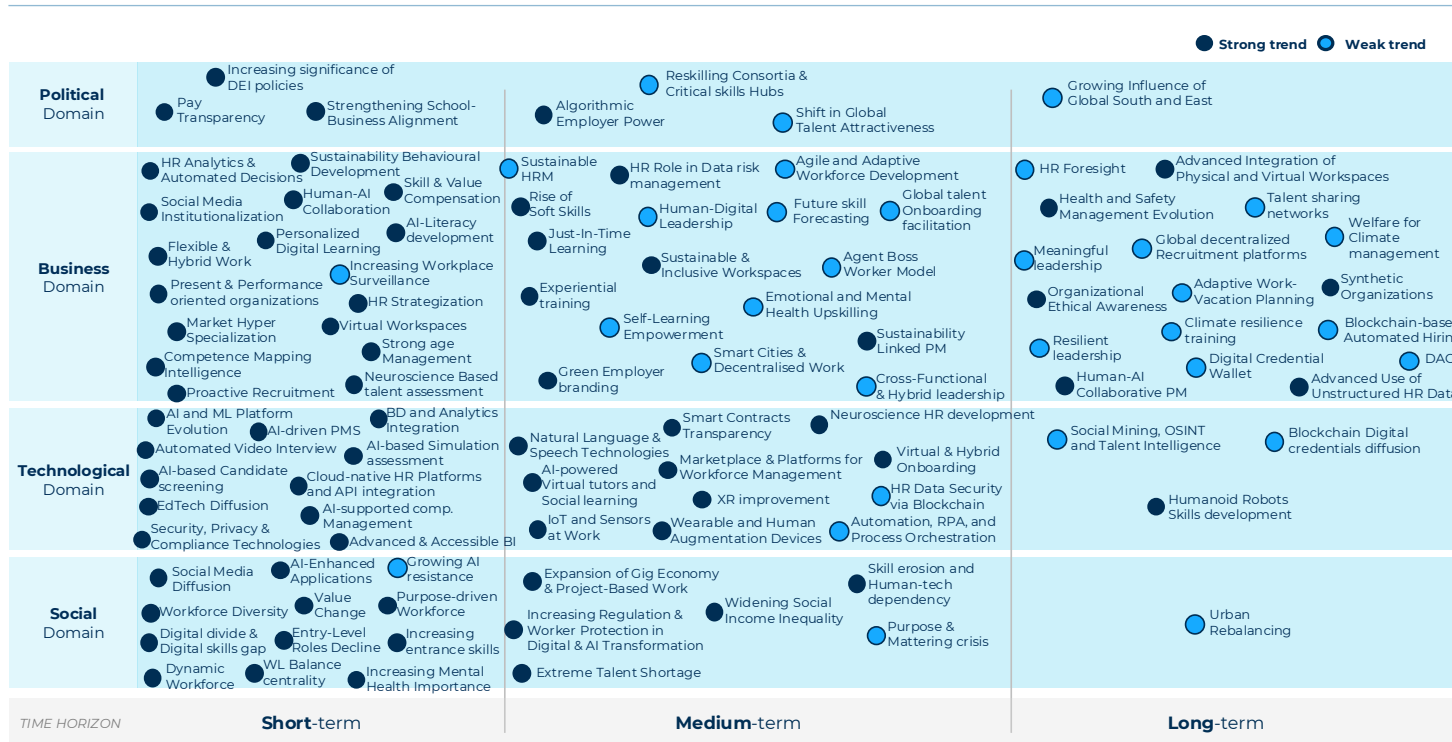 Strong trend
Weak trend
Political
Domain
Increasing significance of
DEI policies
Pay
Transparency
Strengthening School-
Business Alignment
Reskilling Consortia &
Critical skills Hubs
Algorithmic
Employer Power
Shift in Global
Talent Attractiveness
Growing Influence of
Global South and East
Business
Domain
HR Analytics &
Automated Decisions
Sustainability Behavioural
Development
Human-AI
Collaboration
Skill & Value
Compensation
Social Media
Institutionalization
Personalized
Digital Learning
AI-Literacy
development
Flexible &
Hybrid Work
Increasing Workplace
Surveillance
Present & Performance
oriented organizations
HR Strategization
Market Hyper
Specialization
Virtual Workspaces
Strong age
Management
Competence Mapping
Intelligence
Proactive Recruitment
Neuroscience Based
talent assessment
Sustainable
HRM
HR Role in Data risk
management
Agile and Adaptive
Workforce Development
Rise of
Soft Skills
Human-Digital
Leadership
Future skill
Forecasting
Global talent
Onboarding
facilitation
Just-In-Time
Learning
Sustainable &
Inclusive Workspaces
Agent Boss
Worker Model
Experiential
training
Emotional and Mental
Health Upskilling
Self-Learning
Empowerment
Sustainability
Linked PM
Smart Cities &
Decentralised Work
Green Employer
branding
Cross-Functional
& Hybrid leadership
HR Foresight
Advanced Integration of
Physical and Virtual Workspaces
Health and Safety
Management Evolution
Talent sharing
networks
Welfare for
Climate
management
Meaningful
leadership
Global decentralized
Recruitment platforms
Organizational
Ethical Awareness
Adaptive Work-
Vacation Planning
Synthetic
Organizations
Climate resilience
training
Blockchain-base
Automated Hirin
Resilient
leadership
Digital Credential
Wallet
DAO
Human-AI
Collaborative PM
Advanced Use of
Unstructured HR Data
Technological
Domain
AI and ML Platform
Evolution
AI-driven PMS
BD and Analytics
Integration
Automated Video Interview
AI-based Simulation
assessment
AI-based Candidate
screening
Cloud-native HR Platforms
and API integration
EdTech Diffusion
AI-supported comp.
Management
Security, Privacy &
Compliance Technologies
Advanced & Accessible BI
Smart Contracts
Transparency
Neuroscience HR development
Natural Language &
Speech Technologies
Marketplace & Platforms for
Workforce Management
Virtual & Hybrid
Onboarding
AI-powered
Virtual tutors and
Social learning
XR improvement
HR Data Security
via Blockchain
IoT and Sensors
at Work
Wearable and Human
Augmentation Devices
Automation, RPA, and
Process Orchestration
Social Mining, OSINT
and Talent Intelligence
Blockchain Digital
credentials diffusion
Humanoid Robots
Skills development
Social
Domain
Social Media
Diffusion
AI-Enhanced
Applications
Growing AI
resistance
Workforce Diversity
Value
Change
Purpose-driven
Workforce
Digital divide &
Digital skills gap
Entry-Level
Roles Decline
Increasing
entrance skills
Dynamic
Workforce
WL Balance
centrality
Increasing Mental
Health Importance
Expansion of Gig Economy
& Project-Based Work
Skill erosion and
Human-tech
dependency
Widening Social
Income Inequality
Increasing Regulation &
Worker Protection in
Digital & AI Transformation
Purpose &
Mattering crisis
Extreme Talent Shortage
Urban
Rebalancing
TIME HORIZON
Short-term
Medium-term
Long-term